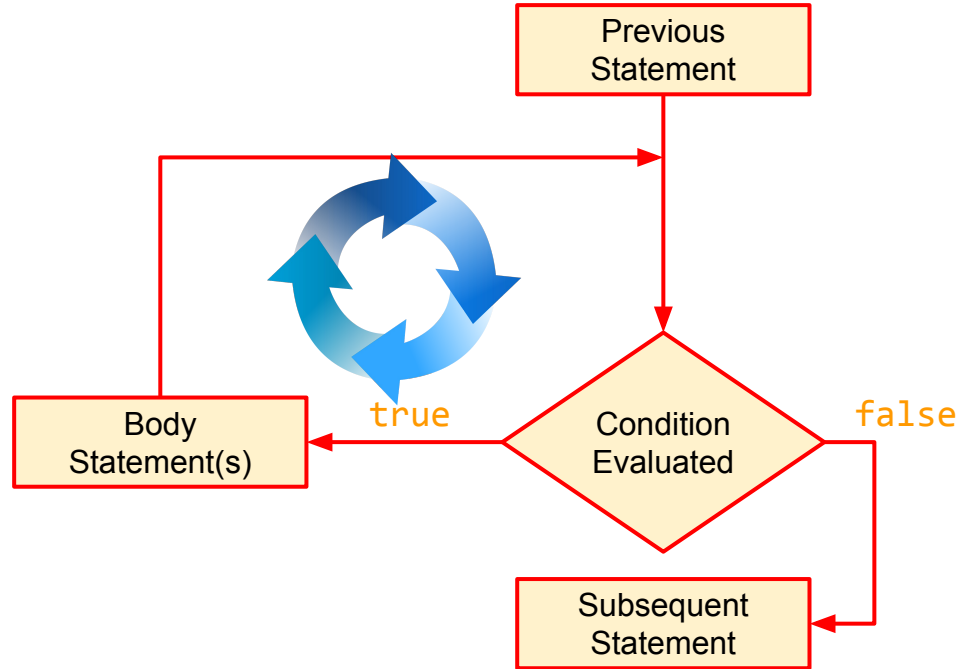 Previous
Statement
true
false
Body
Statement(s)
Condition
Evaluated
Subsequent
Statement